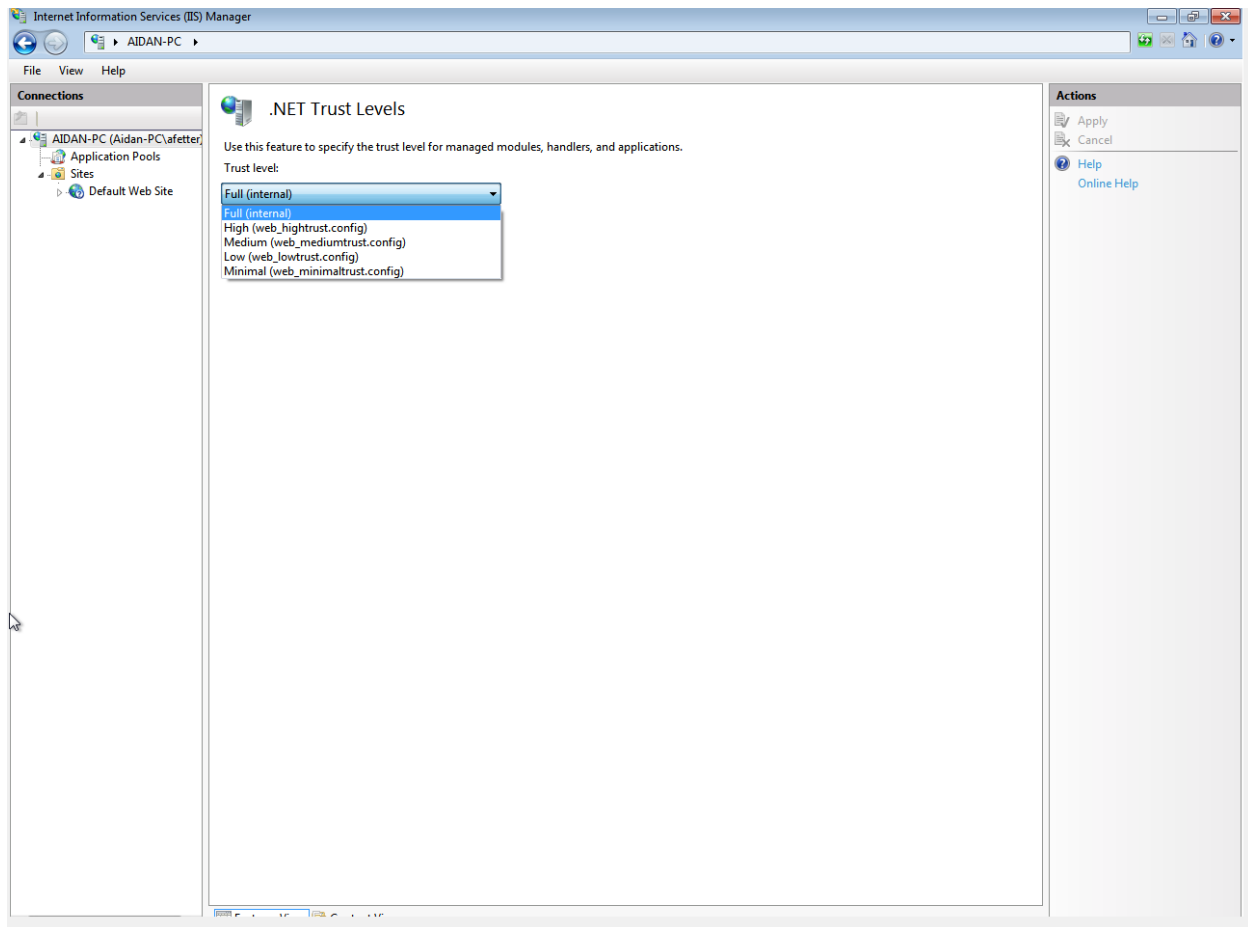 Internet Information Services (IIS) Manager
AIDAN-PC
File View Help
Connections
AIDAN-PC (Aidan-PC\afetter
Application Pools
Sites
Default Web Site
.NET Trust Levels
Use this feature to specify the trust level for managed modules, handlers, and applications.
Trust level:
Full (internal)
Full (internal)
High (web_hightrust.config)
Medium (web_mediumtrust.config)
Low (web_lowtrust.config)
Minimal (web_minimaltrust.config)
Actions
Apply
Cancel
Help
Online Help